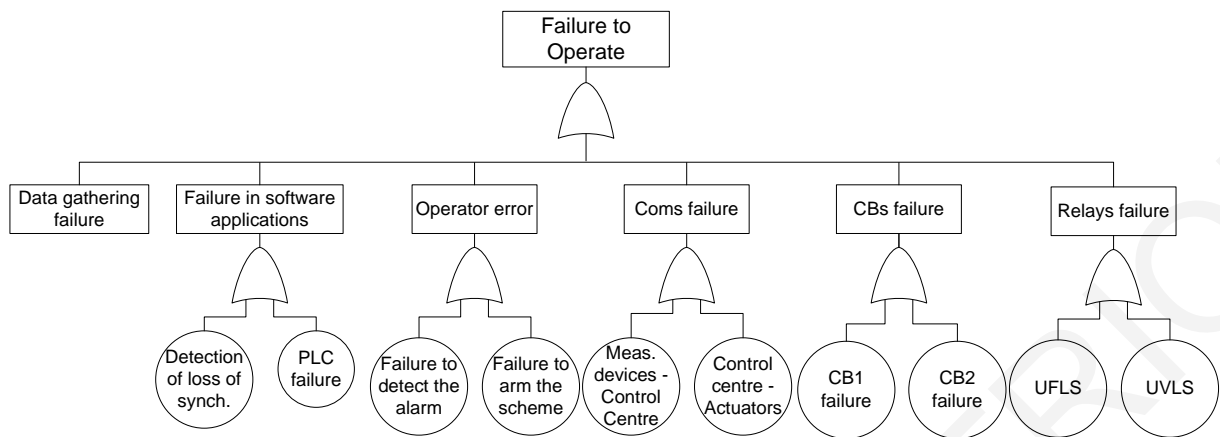 Failure to
Operate
Data gathering
failure
Failure in software
applications
Operator error
Coms failure
CBs failure
Relays failure
Detection
of loss of
synch.
PLC
failure
Failure to
detect the
alarm
Failure to
arm the
scheme
Meas.
devices -
Control
Centre
Control
centre -
Actuators
CB1
failure
CB2
failure
UFLS
UVLS